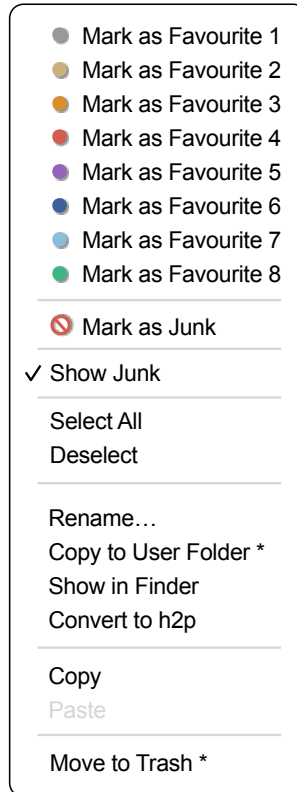 Mark as Favourite 1
Mark as Favourite 2
Mark as Favourite 3
Mark as Favourite 4
Mark as Favourite 5
Mark as Favourite 6
Mark as Favourite 7
Mark as Favourite 8
Mark as Junk
✓ Show Junk
Select All
Deselect
Rename…
Copy to User Folder *
Show in Finder
Convert to h2p
Copy
Paste
Move to Trash *